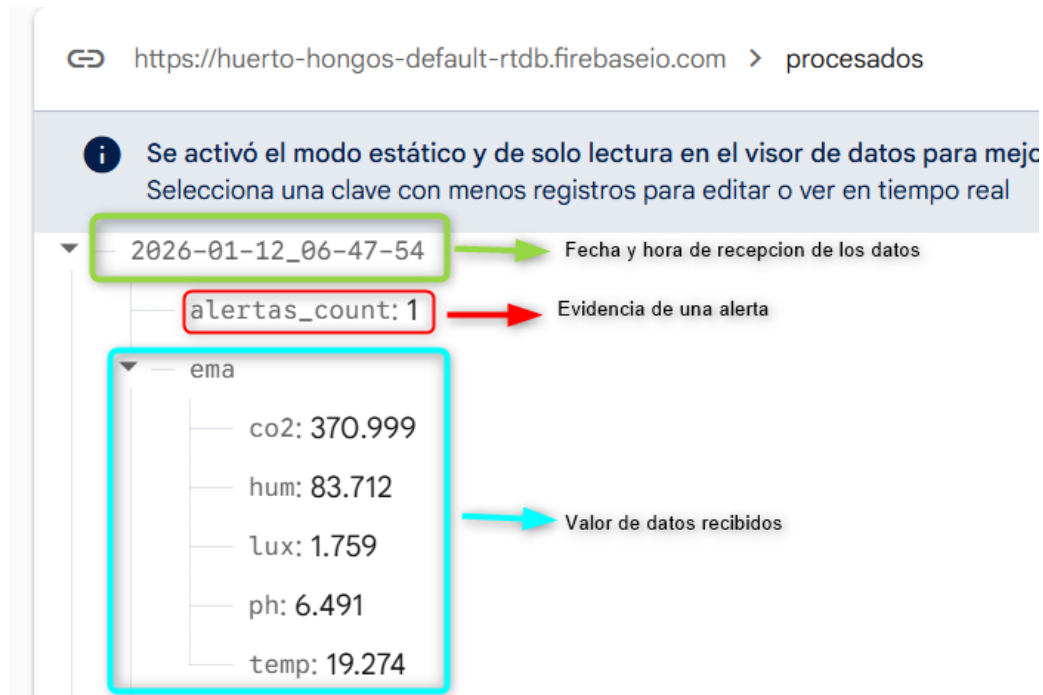 https://huerto-hongos-default-rtdb.firebaseio.com > procesados
Se activó el modo estático y de solo lectura en el visor de datos para mejo
Selecciona una clave con menos registros para editar o ver en tiempo real
2026-01-12_06-47-54
Fecha y hora de recepcion de los datos
alertas_count: 1
Evidencia de una alerta
ema
co2: 370.999
hum: 83.712
lux: 1.759
Valor de datos recibidos
ph: 6.491
temp: 19.274